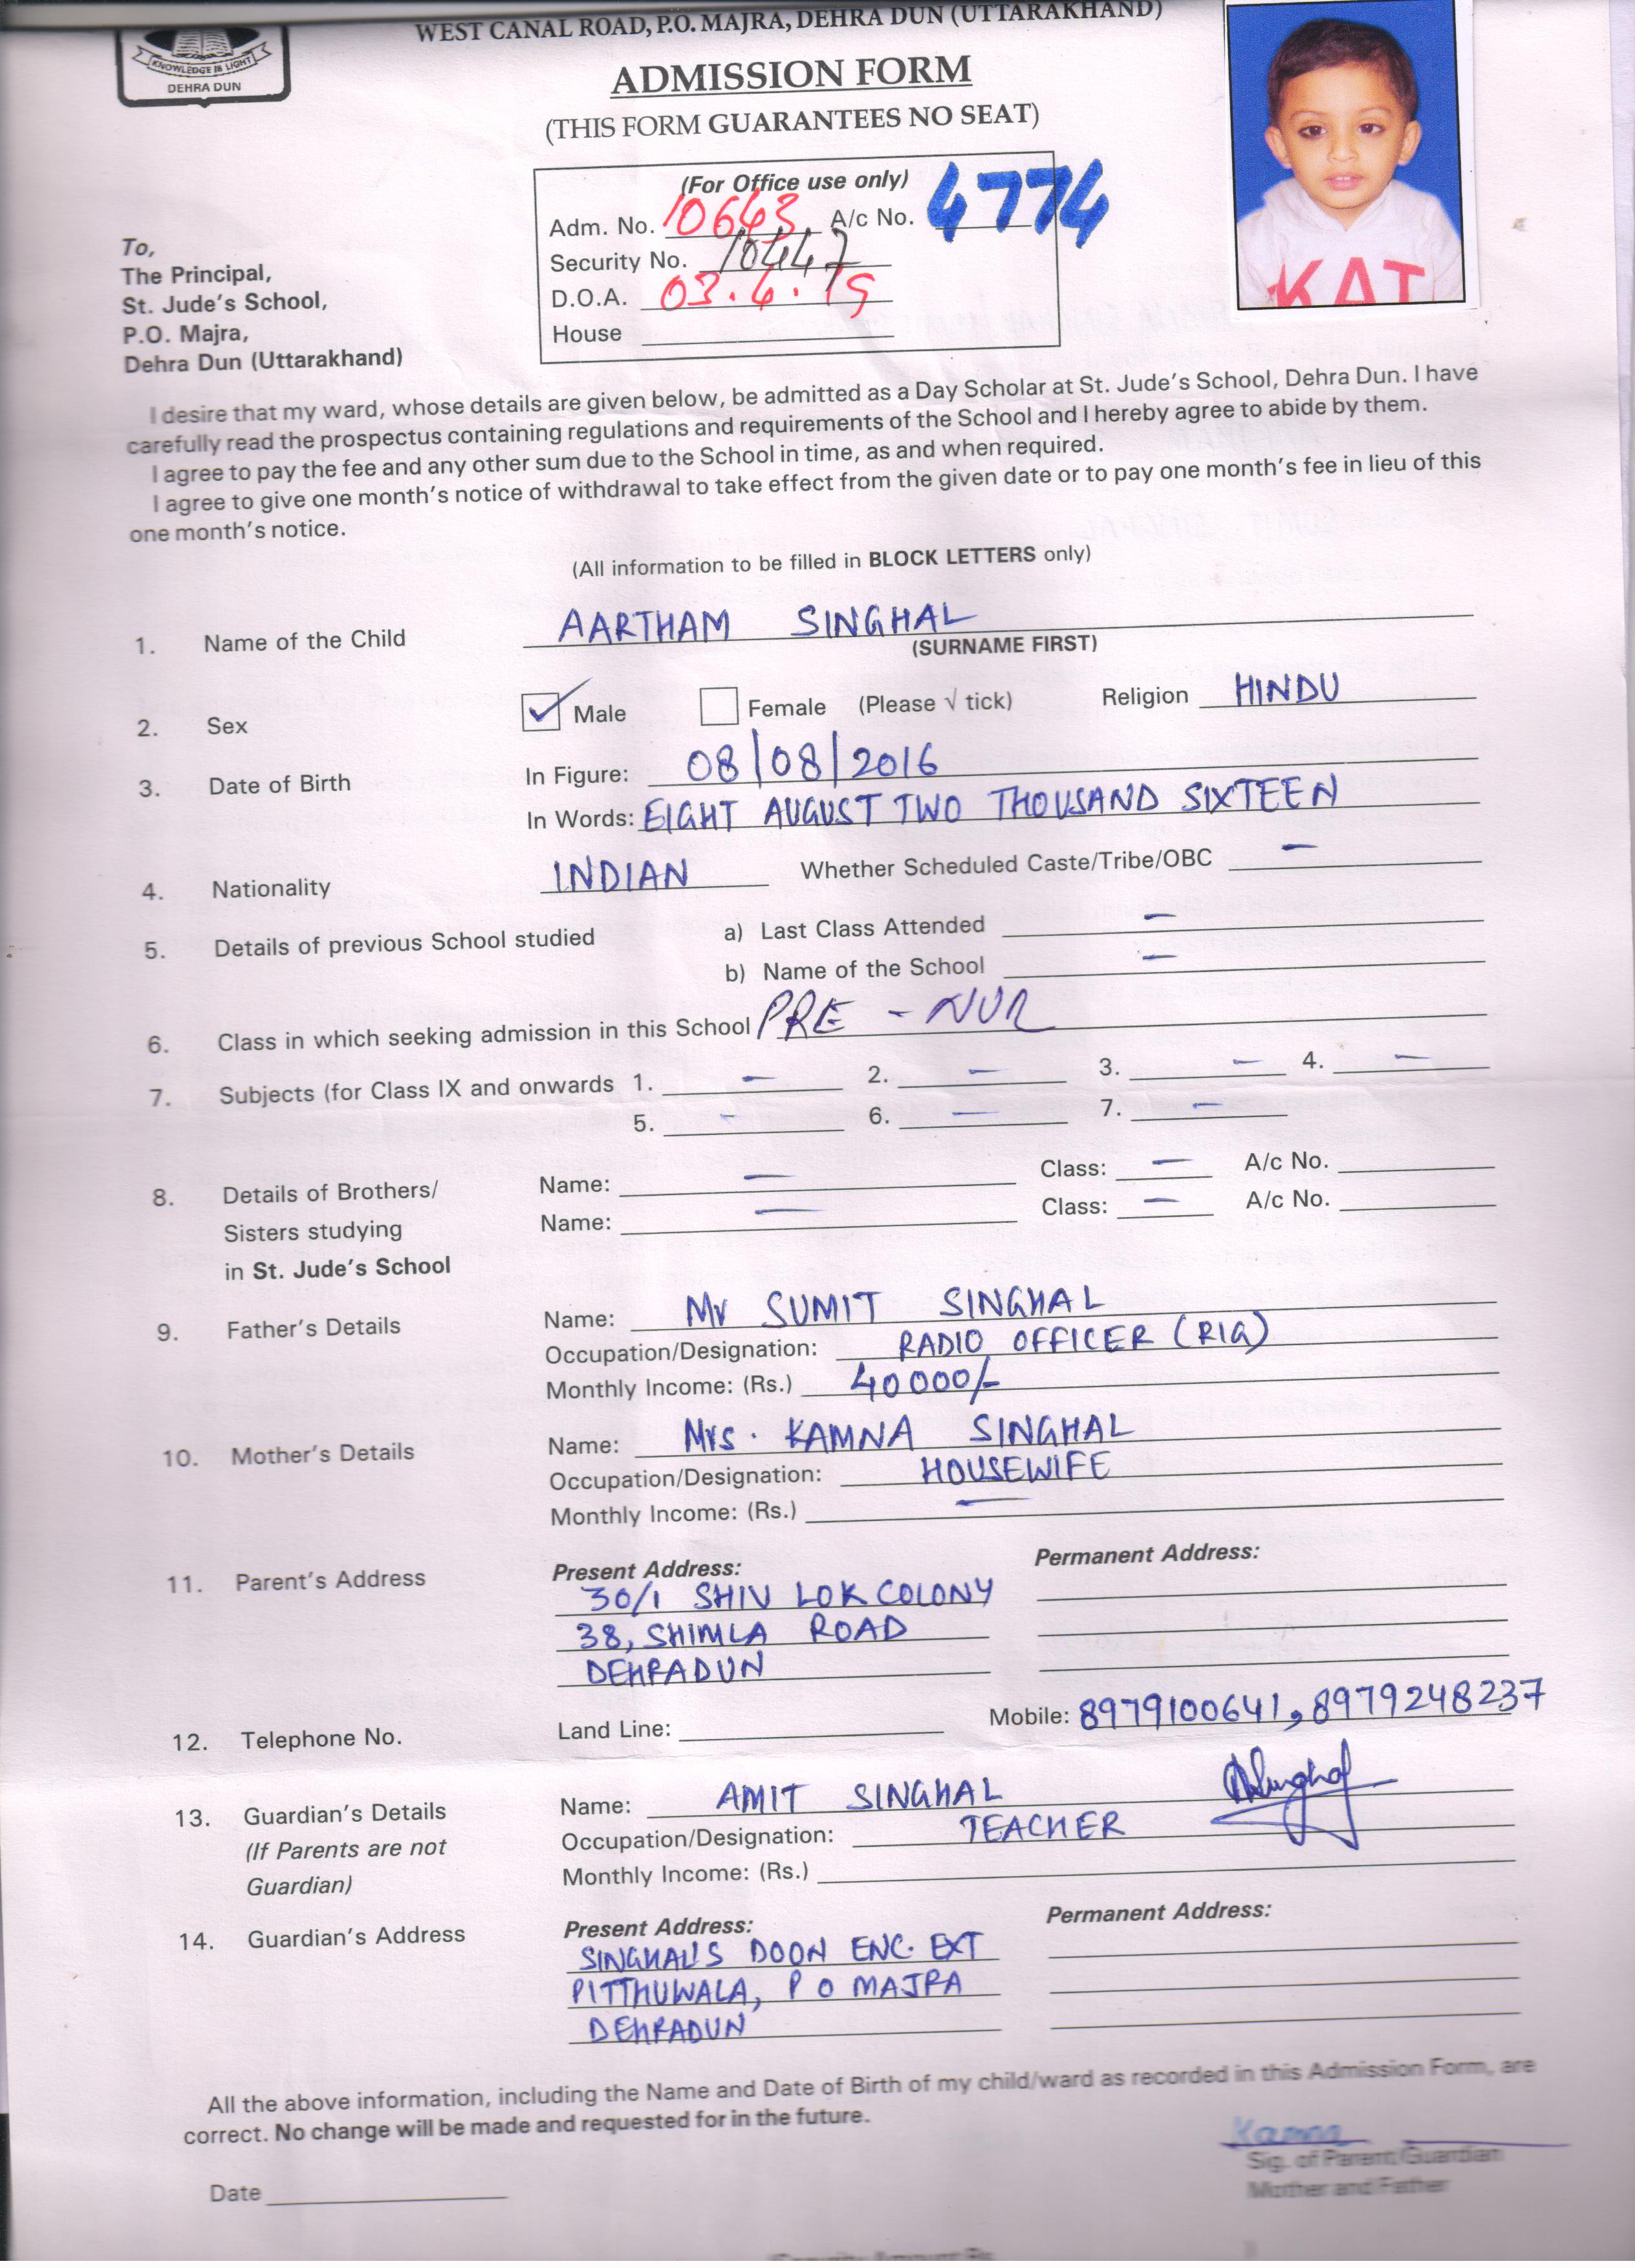 WEST CANAL ROAD, P.O. MAJRA, DEHRA DUN (UTTARAKHAND)
KNOWLEDGE IS LIGHT
DEHRA DUN
ADMISSION FORM
(THIS FORM GUARANTEES NO SEAT)
(For Office use only)
Adm. No. 10643 A/c No. 4774
Security No. 10447
D.O.A. 03.4.19
House
KAT
To,
The Principal,
St. Jude's School,
P.O. Majra,
Dehra Dun (Uttarakhand)
I desire that my ward, whose details are given below, be admitted as a Day Scholar at St. Jude's School, Dehra Dun. I have
carefully read the prospectus containing regulations and requirements of the School and I hereby agree to abide by them.
I agree to pay the fee and any other sum due to the School in time, as and when required.
I agree to give one month's notice of withdrawal to take effect from the given date or to pay one month's fee in lieu of this
one month's notice.
(All information to be filled in BLOCK LETTERS only)
1. Name of the Child AARTHAM SINGHAL
(SURNAME FIRST)
2. Sex ✓ Male Female (Please √ tick) Religion HINDU
3. Date of Birth In Figure: 08/08/2016
In Words: EIGHT AUGUST TWO THOUSAND SIXTEEN
4. Nationality INDIAN Whether Scheduled Caste/Tribe/OBC –
5. Details of previous School studied a) Last Class Attended –
b) Name of the School –
6. Class in which seeking admission in this School PRE - NUR
7. Subjects (for Class IX and onwards 1. – 2. – 3. – 4. –
5. – 6. – 7. –
8. Details of Brothers/ Name: – Class: – A/c No.
Sisters studying Name: – Class: – A/c No.
in St. Jude's School
9. Father's Details Name: Mr SUMIT SINGHAL
Occupation/Designation: RADIO OFFICER (RIG)
Monthly Income: (Rs.) 40000/-
10. Mother's Details Name: Mrs. KAMNA SINGHAL
Occupation/Designation: HOUSEWIFE
Monthly Income: (Rs.) –
11. Parent's Address Present Address: Permanent Address:
30/1 SHIV LOK COLONY
38, SHIMLA ROAD
DEHRADUN
12. Telephone No. Land Line: Mobile: 8979100641, 8979248237
13. Guardian's Details Name: AMIT SINGHAL ASinghal
(If Parents are not Occupation/Designation: TEACHER
Guardian) Monthly Income: (Rs.)
14. Guardian's Address Present Address: Permanent Address:
SINGHAL'S DOON ENC. EXT
PITTHUWALA, P O MAJRA
DEHRADUN
All the above information, including the Name and Date of Birth of my child/ward as recorded in this Admission Form, are
correct. No change will be made and requested for in the future.
Kamna
Sig. of Parent/Guardian
Date Mother and Father